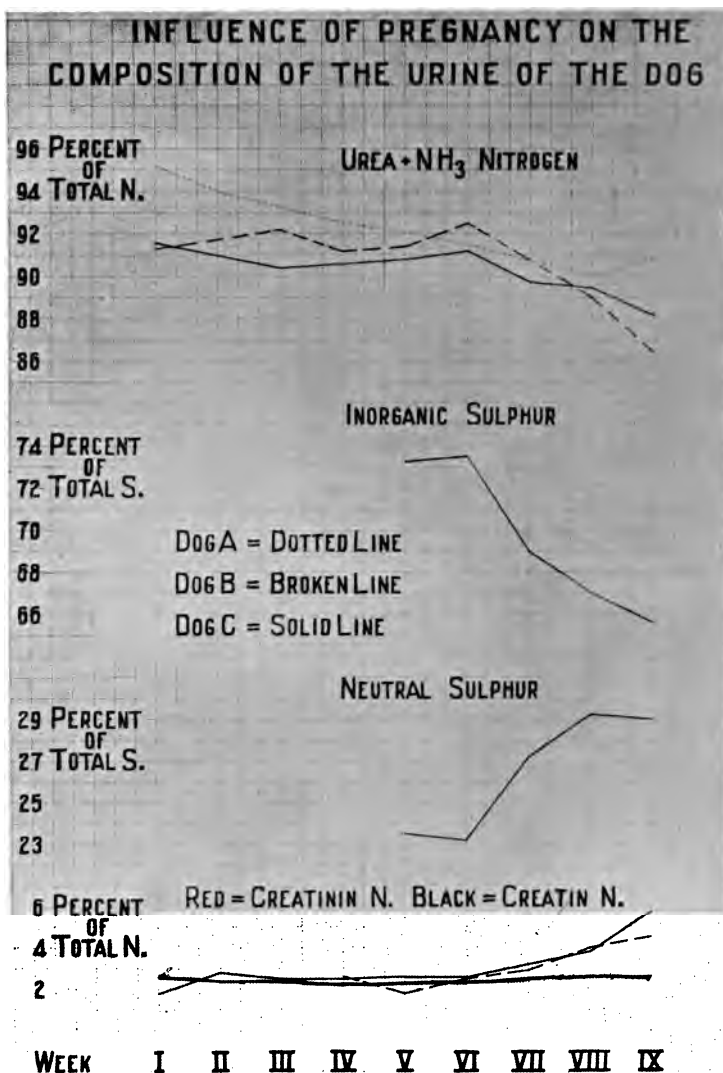 INFLUENCE OF PREGNANCY ON THE
COMPOSITION OF THE URINE OF THE DOG
96 PERCENT
OF
94 TOTAL N.
UREA + NH3 NITROGEN
92
90
88
86
INORGANIC SULPHUR
74 PERCENT
OF
72 TOTAL S.
70
68
66
DOG A = DOTTED LINE
DOG B = BROKEN LINE
DOG C = SOLID LINE
NEUTRAL SULPHUR
29 PERCENT
OF
27 TOTAL S.
25
23
6 PERCENT
OF
4 TOTAL N.
2
RED = CREATININ N. BLACK = CREATIN N.
WEEK I II III IV V VI VII VIII IX